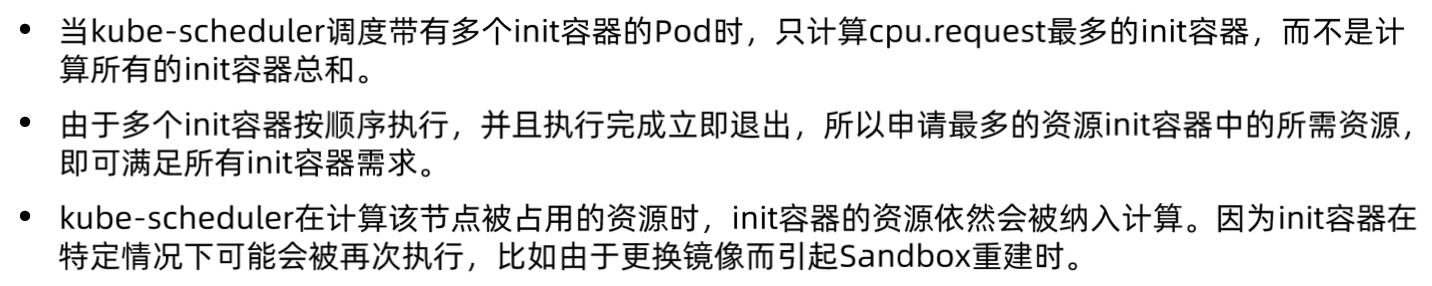 • 当kube-scheduler调度带有多个init容器的Pod时，只计算cpu.request最多的init容器，而不是计
算所有的init容器总和。
• 由于多个init容器按顺序执行，并且执行完成立即退出，所以申请最多的资源init容器中的所需资源，
即可满足所有init容器需求。
• kube-scheduler在计算该节点被占用的资源时，init容器的资源依然会被纳入计算。因为init容器在
特定情况下可能会被再次执行，比如由于更换镜像而引起Sandbox重建时。